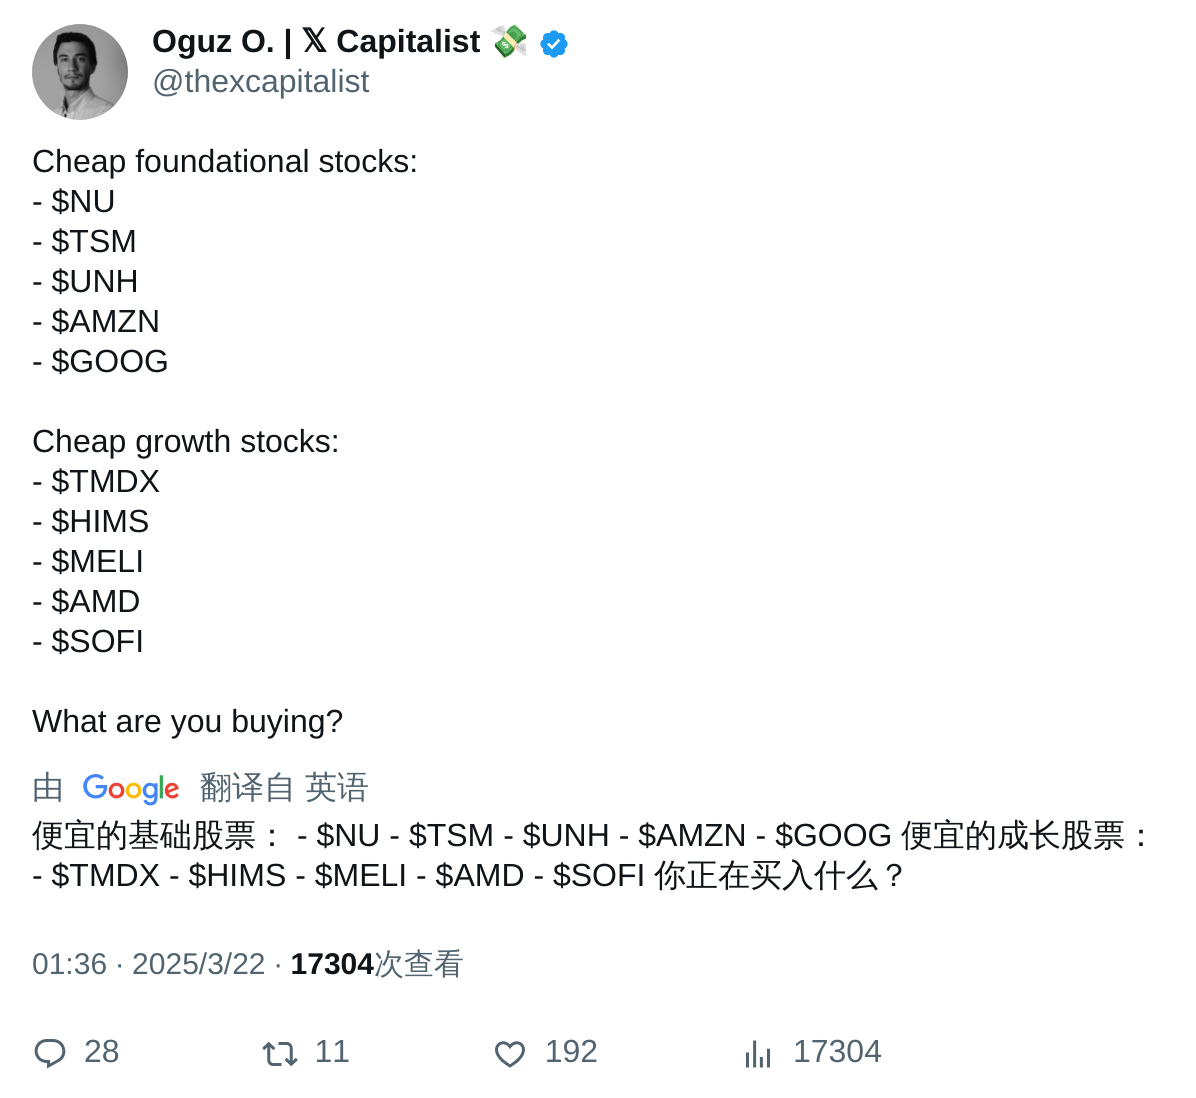 Oguz O. | 𝕏 Capitalist 💸
@thexcapitalist
Cheap foundational stocks:
- $NU
- $TSM
- $UNH
- $AMZN
- $GOOG
Cheap growth stocks:
- $TMDX
- $HIMS
- $MELI
- $AMD
- $SOFI
What are you buying?
由 Google 翻译自 英语
便宜的基础股票： - $NU - $TSM - $UNH - $AMZN - $GOOG 便宜的成长股票：
- $TMDX - $HIMS - $MELI - $AMD - $SOFI 你正在买入什么？
01:36 · 2025/3/22 · 17304次查看
28 11 192 17304